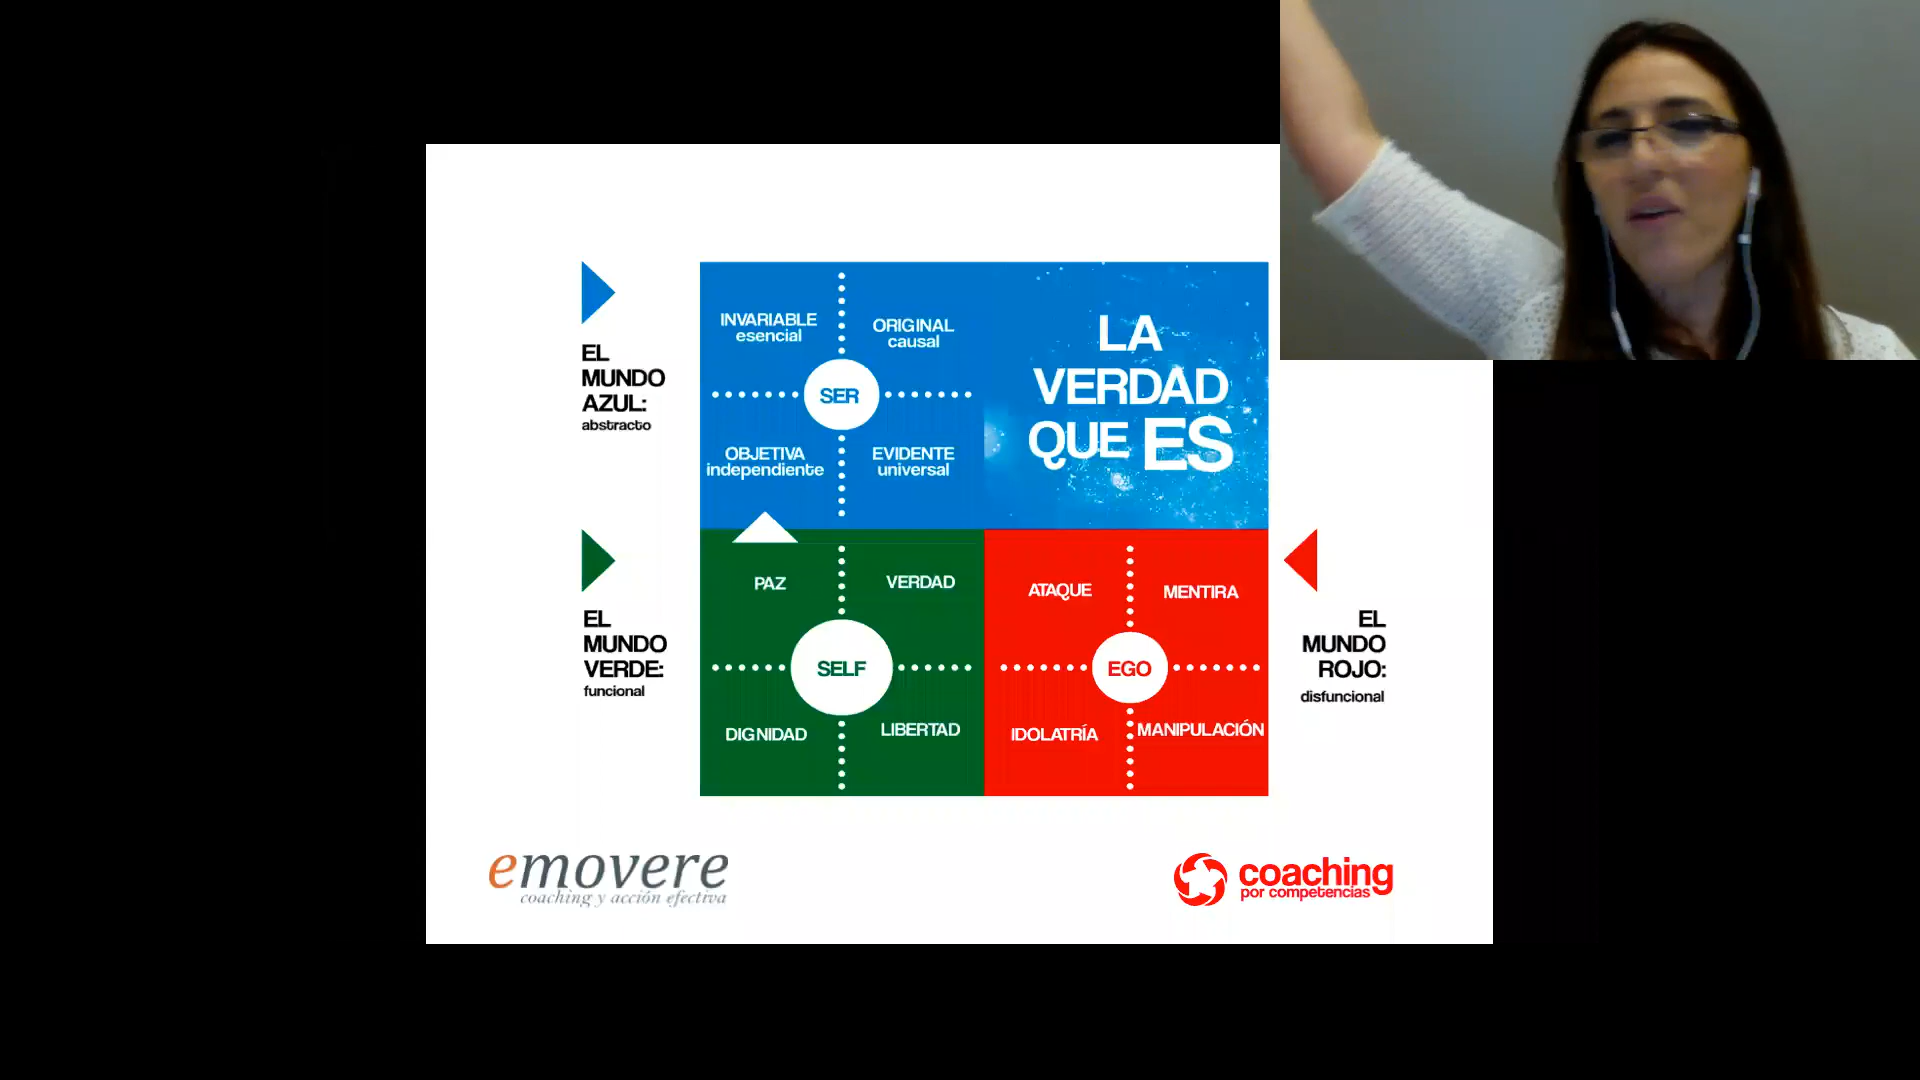 EL
MUNDO
AZUL:
abstracto
INVARIABLE
esencial
ORIGINAL
causal
SER
OBJETIVA
independiente
EVIDENTE
universal
LA
VERDAD
QUE ES
EL
MUNDO
VERDE:
funcional
PAZ
VERDAD
SELF
DIGNIDAD
LIBERTAD
ATAQUE
MENTIRA
EGO
IDOLATRÍA
MANIPULACIÓN
EL
MUNDO
ROJO:
disfuncional
emovere
coaching y acción efectiva
coaching
por competencias